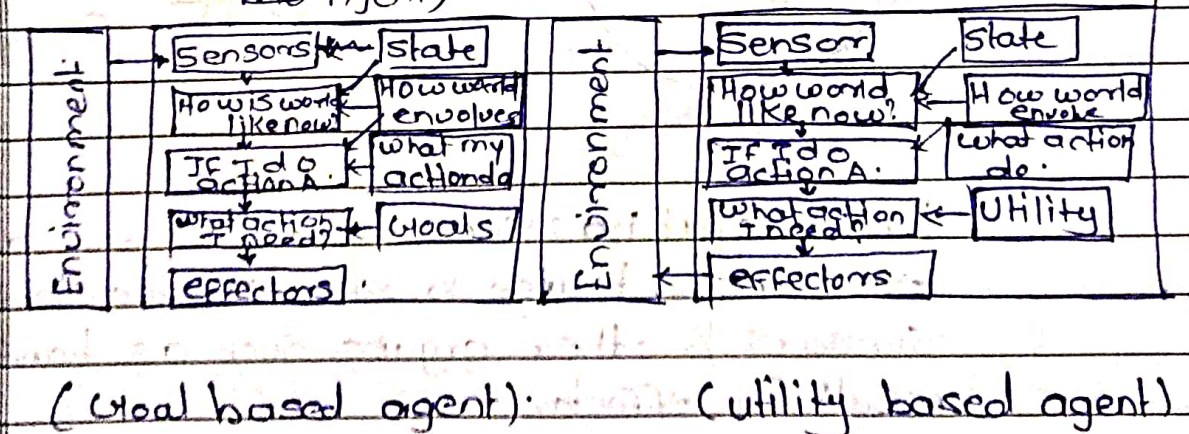 Environment.
Sensors
State
How is world
like now?
How world
envolves
If I do
action A.
what my
action do
what action
I need?
Goals
effectors
Environment
Sensor
State
How world
like now?
How world
envolve
If I do
action A.
what action
do.
What action
I need?
Utility
effectors
(Goal based agent).
(utility based agent)